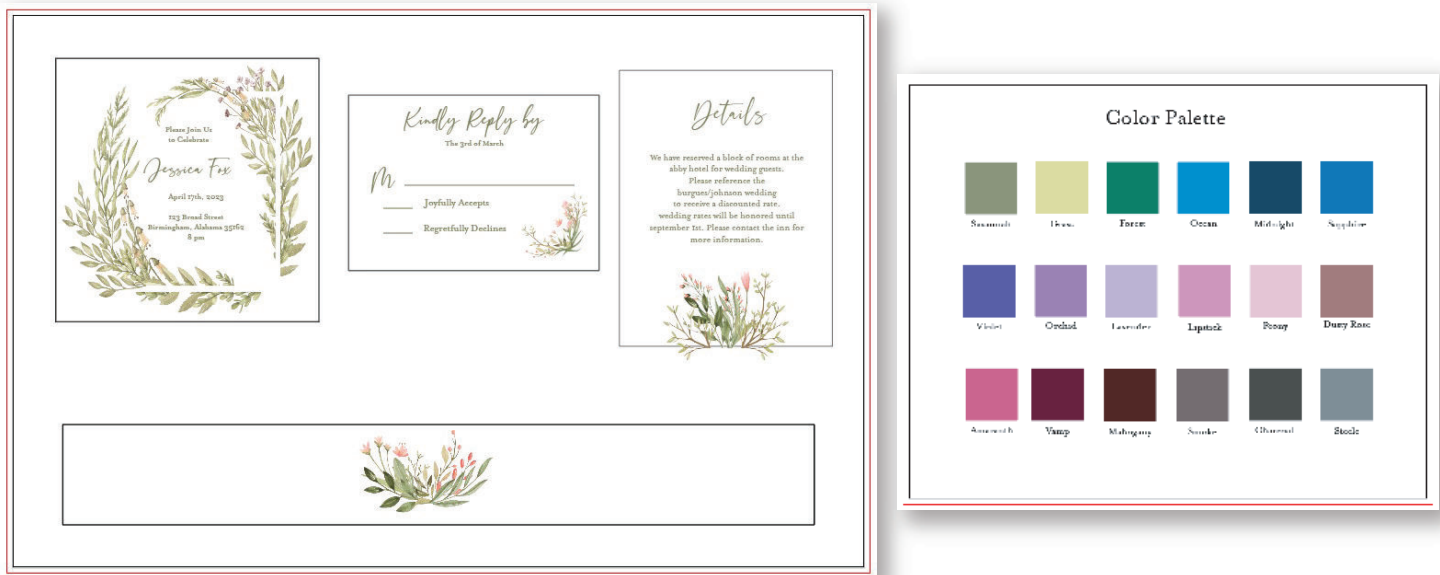 Please Join Us
to Celebrate
Jessica Fox
April 17th, 2023
123 Broad Street
Birmingham, Alabama 35162
8 pm
Kindly Reply by
The 3rd of March
M
Joyfully Accepts
Regretfully Declines
Details
We have reserved a block of rooms at the
abby hotel for wedding guests.
Please reference the
burgues/johnson wedding
to receive a discounted rate.
wedding rates will be honored until
september 1st. Please contact the inn for
more information.
Color Palette
Savannah Forest Ocean Midnight Sapphire
Violet Orchid Lavender Lipstick Peony Dusty Rose
Vamp Mahogany Smoke Charcoal Steele